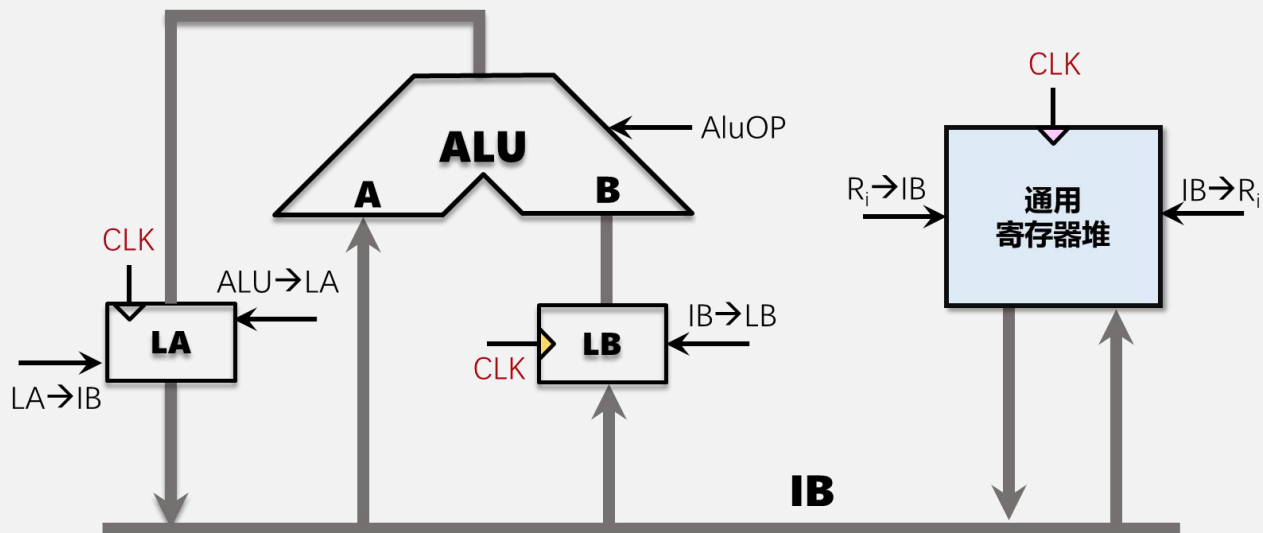 CLK
ALU
AluOP
A
B
Rᵢ→IB
通用
寄存器堆
IB→Rᵢ
CLK
ALU→LA
LA
LA→IB
IB→LB
LB
CLK
IB